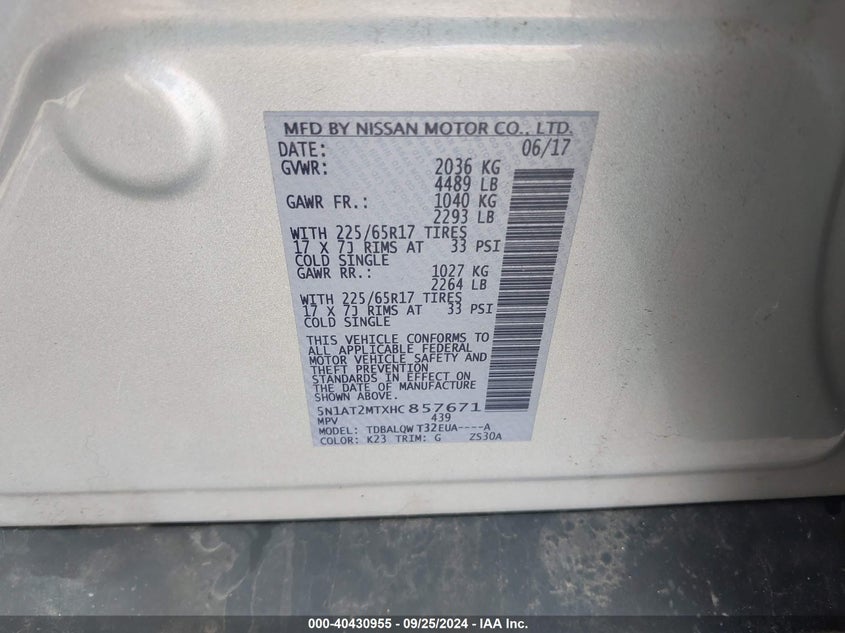 MFD BY NISSAN MOTOR CO., LTD.
DATE: 06/17
GVWR: 2036 KG
4489 LB
GAWR FR.: 1040 KG
2293 LB
WITH 225/65R17 TIRES
17 X 7J RIMS AT 33 PSI
COLD SINGLE
GAWR RR.: 1027 KG
2264 LB
WITH 225/65R17 TIRES
17 X 7J RIMS AT 33 PSI
COLD SINGLE
THIS VEHICLE CONFORMS TO
ALL APPLICABLE FEDERAL
MOTOR VEHICLE SAFETY AND
THEFT PREVENTION
STANDARDS IN EFFECT ON
THE DATE OF MANUFACTURE
SHOWN ABOVE.
5N1AT2MTXHC857671
MPV 439
MODEL: TDBALQW T32EUA----A
COLOR: K23 TRIM: G ZS30A
000-40430955 - 09/25/2024 - IAA Inc.